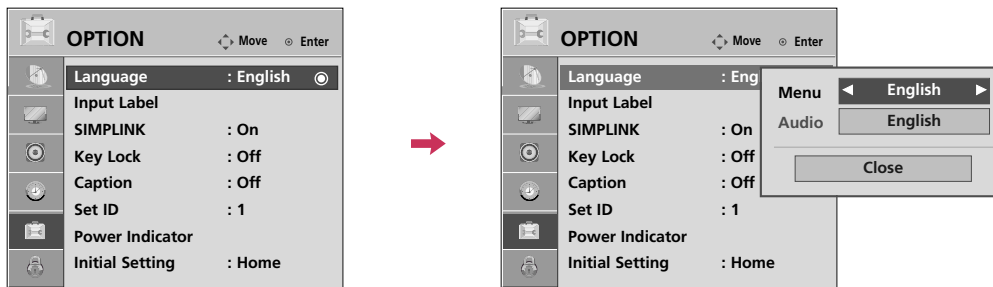 OPTION Move Enter
Language : English
Input Label
SIMPLINK : On
Key Lock : Off
Caption : Off
Set ID : 1
Power Indicator
Initial Setting : Home
OPTION Move Enter
Language : Eng
Input Label
SIMPLINK : On
Key Lock : Off
Caption : Off
Set ID : 1
Power Indicator
Initial Setting : Home
Menu ◀ English ▶
Audio English
Close